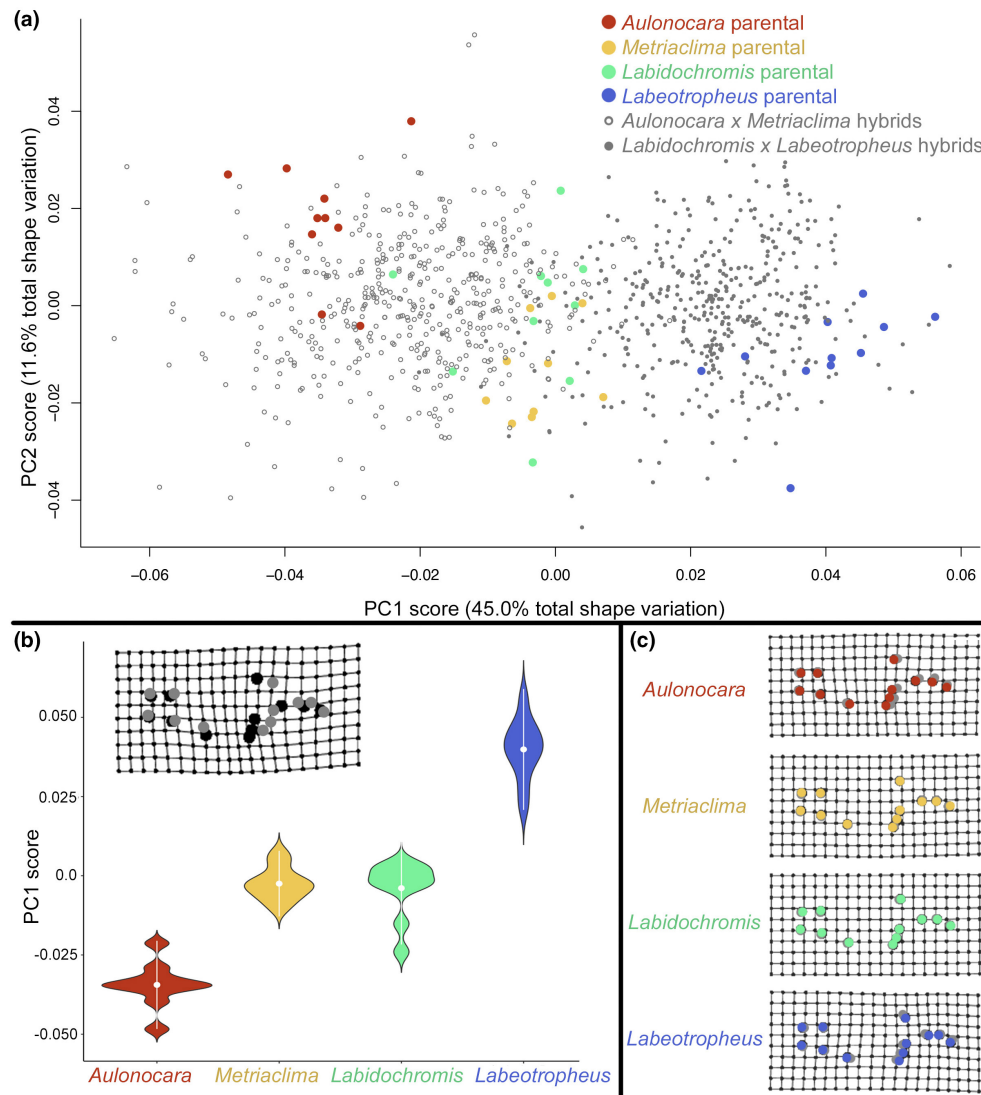 (a)
Aulonocara parental
Metriaclima parental
Labidochromis parental
Labeotropheus parental
Aulonocara x Metriaclima hybrids
Labidochromis x Labeotropheus hybrids
PC2 score (11.6% total shape variation)
0.04
0.02
0.00
−0.02
−0.04
−0.06
−0.04
−0.02
0.00
0.02
0.04
0.06
PC1 score (45.0% total shape variation)
(b)
PC1 score
0.050
0.025
0.0
-0.025
-0.050
Aulonocara
Metriaclima
Labidochromis
Labeotropheus
(c)
Aulonocara
Metriaclima
Labidochromis
Labeotropheus